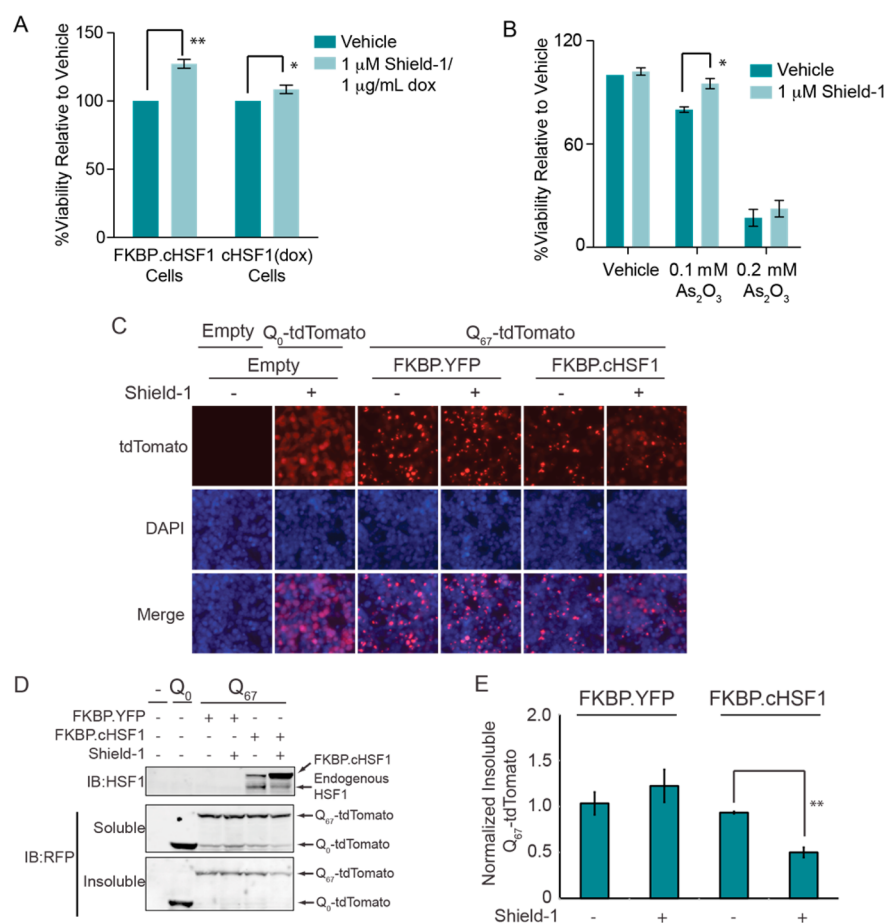 A
%Viability Relative to Vehicle
150
100
50
0
**
*
Vehicle
1 μM Shield-1/
1 μg/mL dox
FKBP.cHSF1
Cells
cHSF1(dox)
Cells
B
%Viability Relative to Vehicle
120
60
0
*
Vehicle
1 μM Shield-1
Vehicle
0.1 mM
As₂O₃
0.2 mM
As₂O₃
C
Empty Q₀-tdTomato Q₆₇-tdTomato
Empty FKBP.YFP FKBP.cHSF1
Shield-1 - + - + - +
tdTomato
DAPI
Merge
D
- Q₀ Q₆₇
FKBP.YFP - - + + - -
FKBP.cHSF1 - - - - + +
Shield-1 - - - + - +
IB:HSF1
FKBP.cHSF1
Endogenous
HSF1
IB:RFP
Soluble
Q₆₇-tdTomato
Q₀-tdTomato
Insoluble
Q₆₇-tdTomato
Q₀-tdTomato
E
FKBP.YFP FKBP.cHSF1
Normalized Insoluble
Q₆₇-tdTomato
2.0
1.5
1.0
0.5
0
**
Shield-1 - + - +